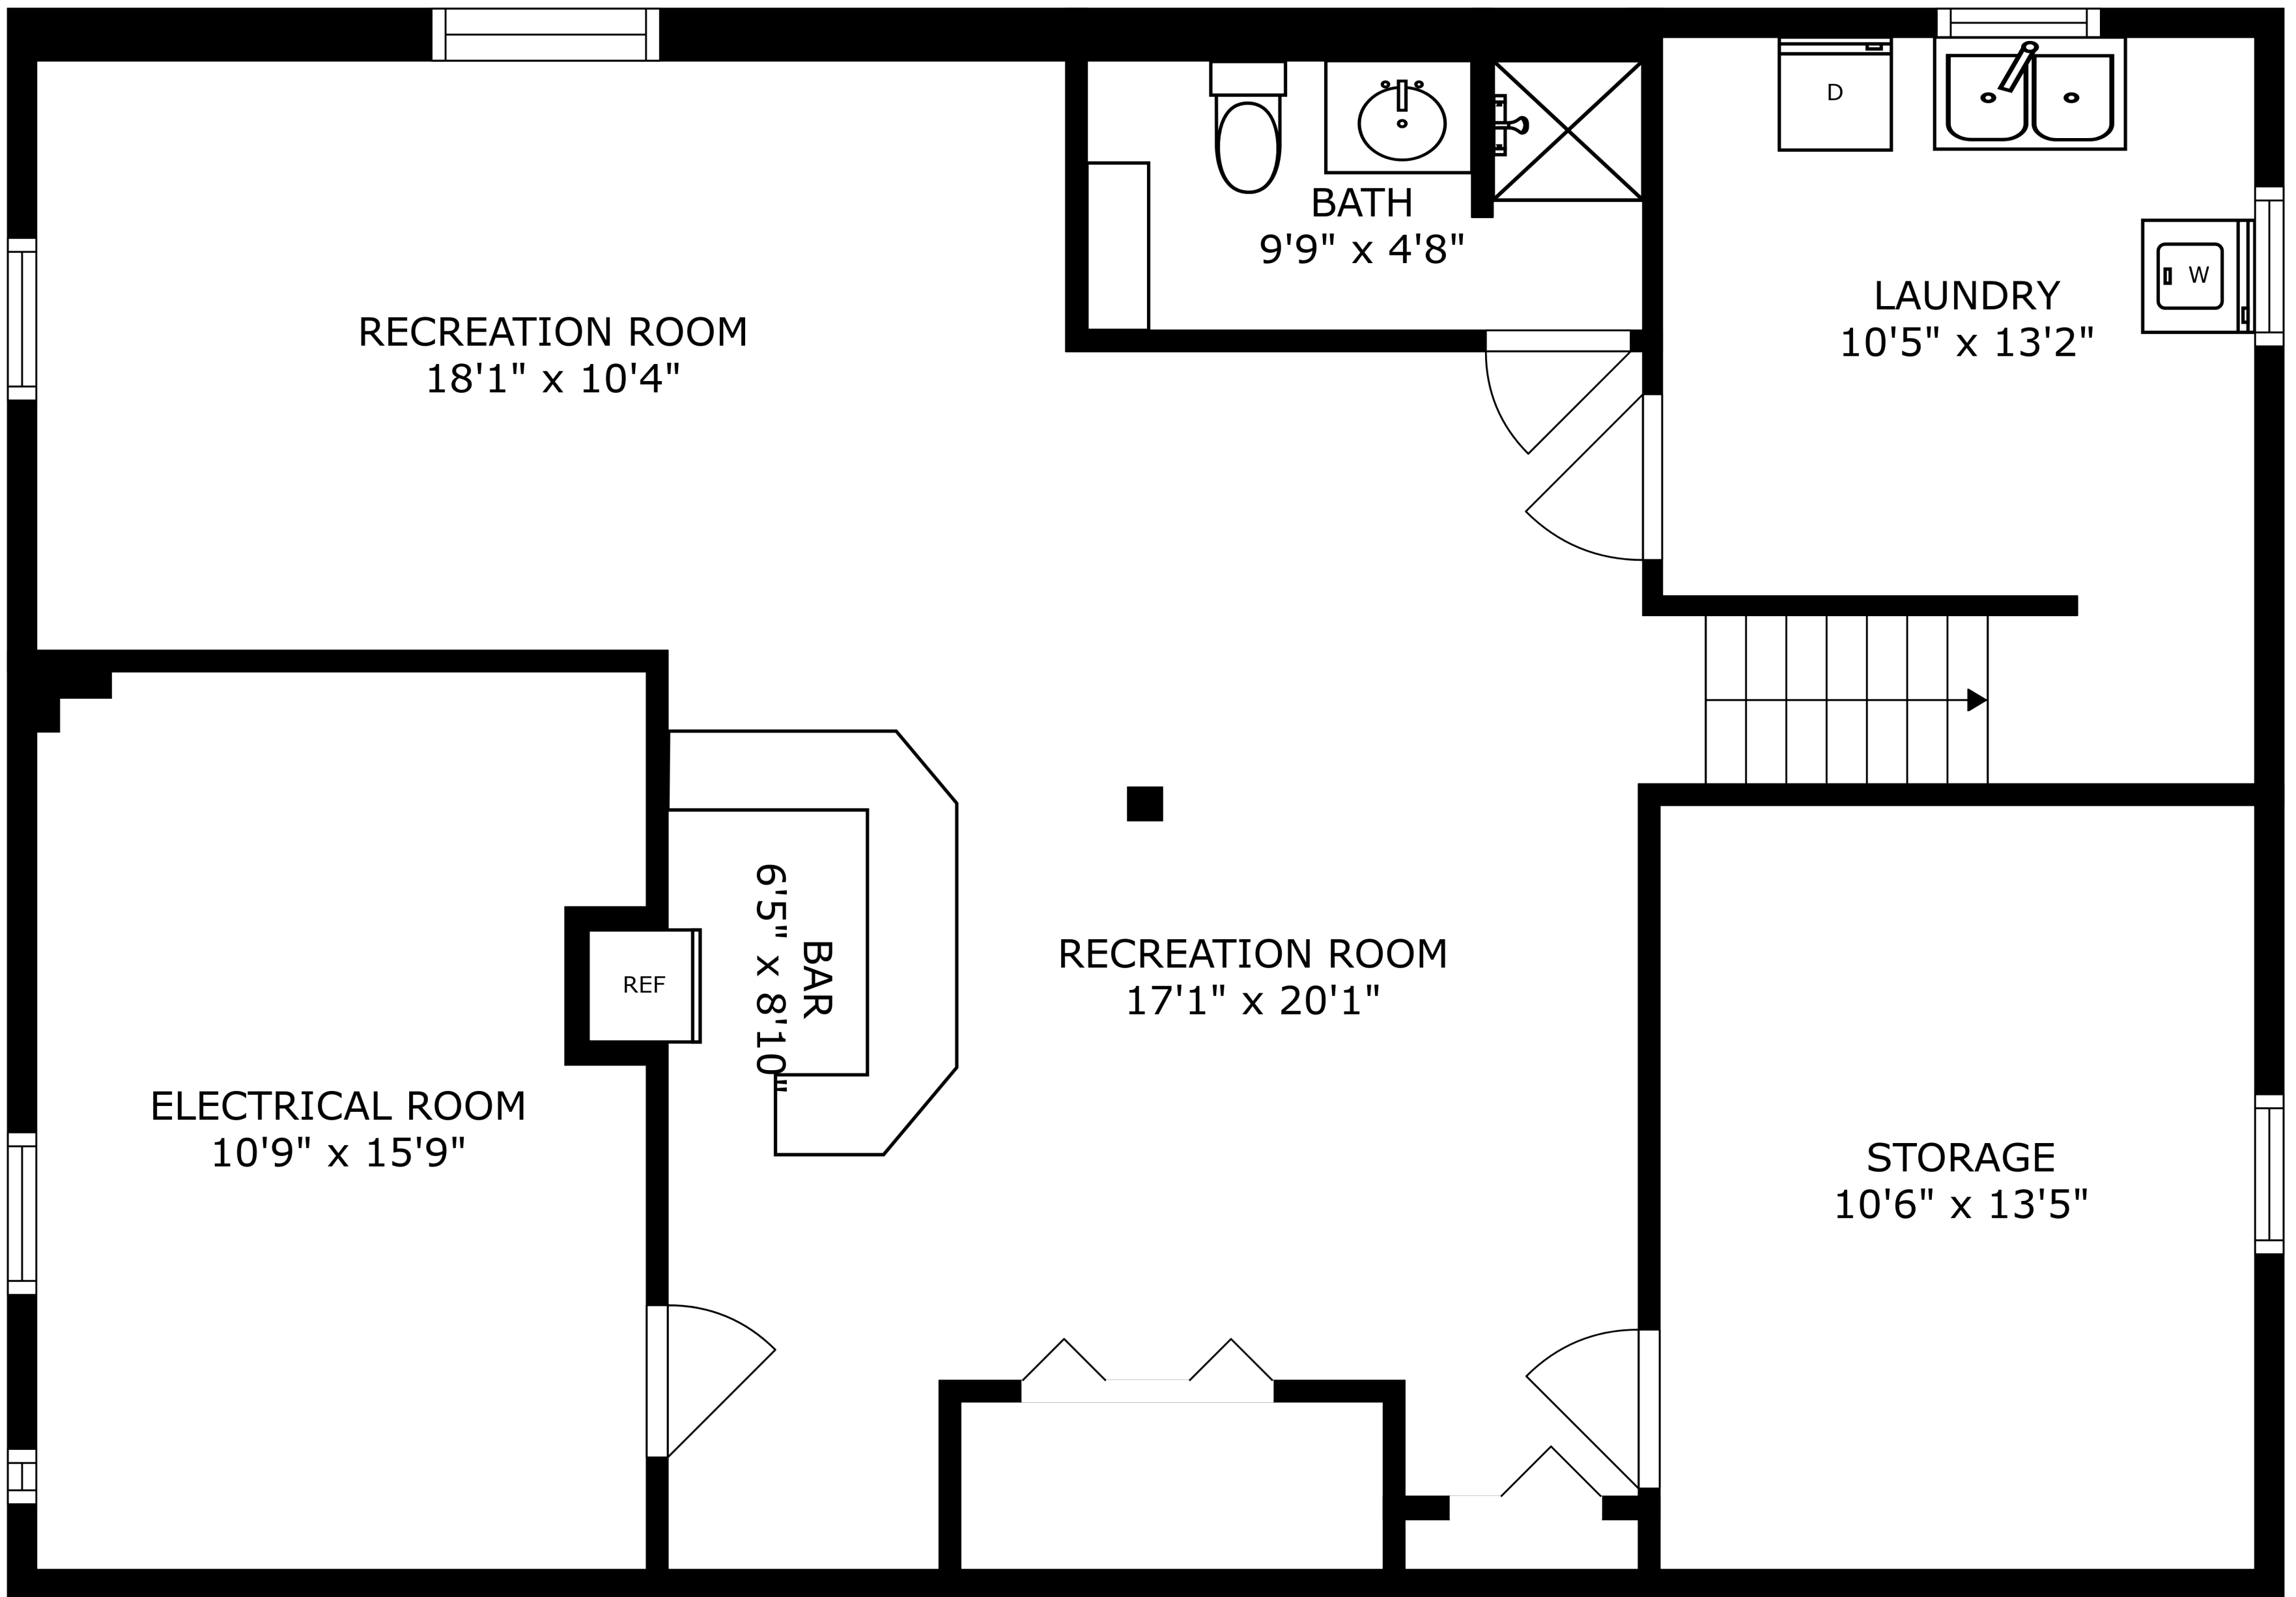 D
BATH
9'9" x 4'8"
W
LAUNDRY
10'5" x 13'2"
RECREATION ROOM
18'1" x 10'4"
BAR
6'5" x 8'10"
REF
RECREATION ROOM
17'1" x 20'1"
ELECTRICAL ROOM
10'9" x 15'9"
STORAGE
10'6" x 13'5"